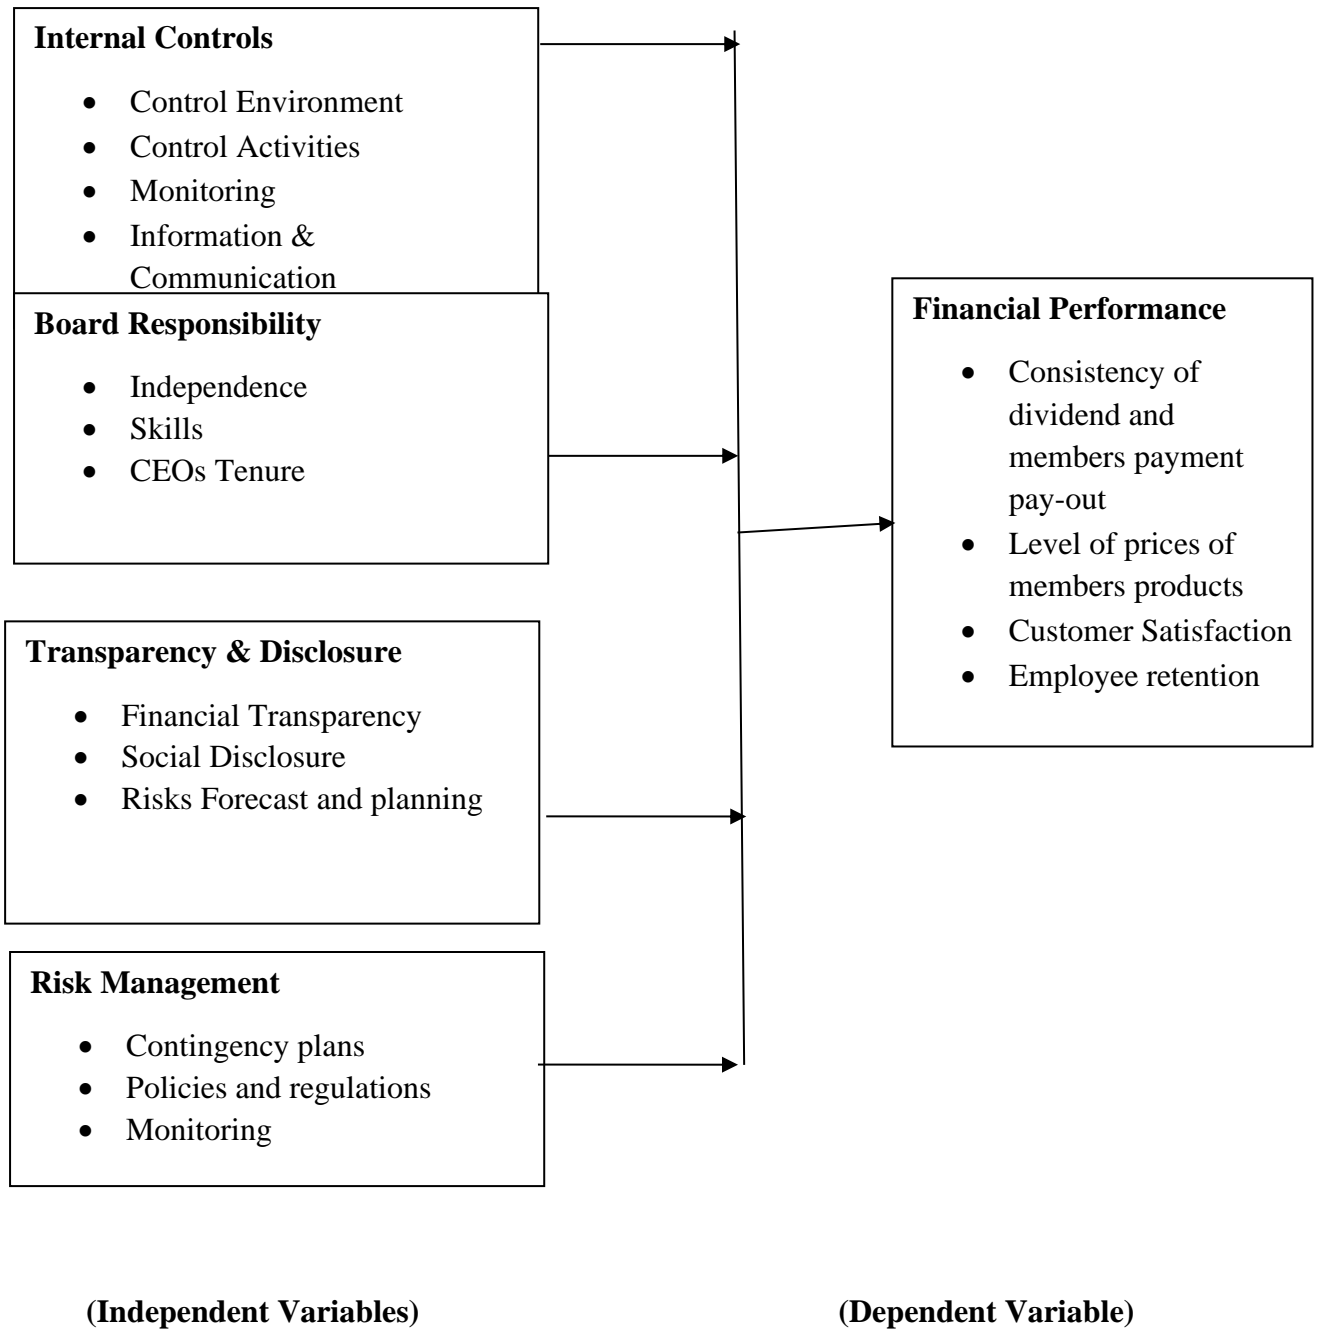 Internal Controls
• Control Environment
• Control Activities
• Monitoring
• Information &
Communication
Board Responsibility
• Independence
• Skills
• CEOs Tenure
Transparency & Disclosure
• Financial Transparency
• Social Disclosure
• Risks Forecast and planning
Risk Management
• Contingency plans
• Policies and regulations
• Monitoring
Financial Performance
• Consistency of
dividend and
members payment
pay-out
• Level of prices of
members products
• Customer Satisfaction
• Employee retention
(Independent Variables)
(Dependent Variable)